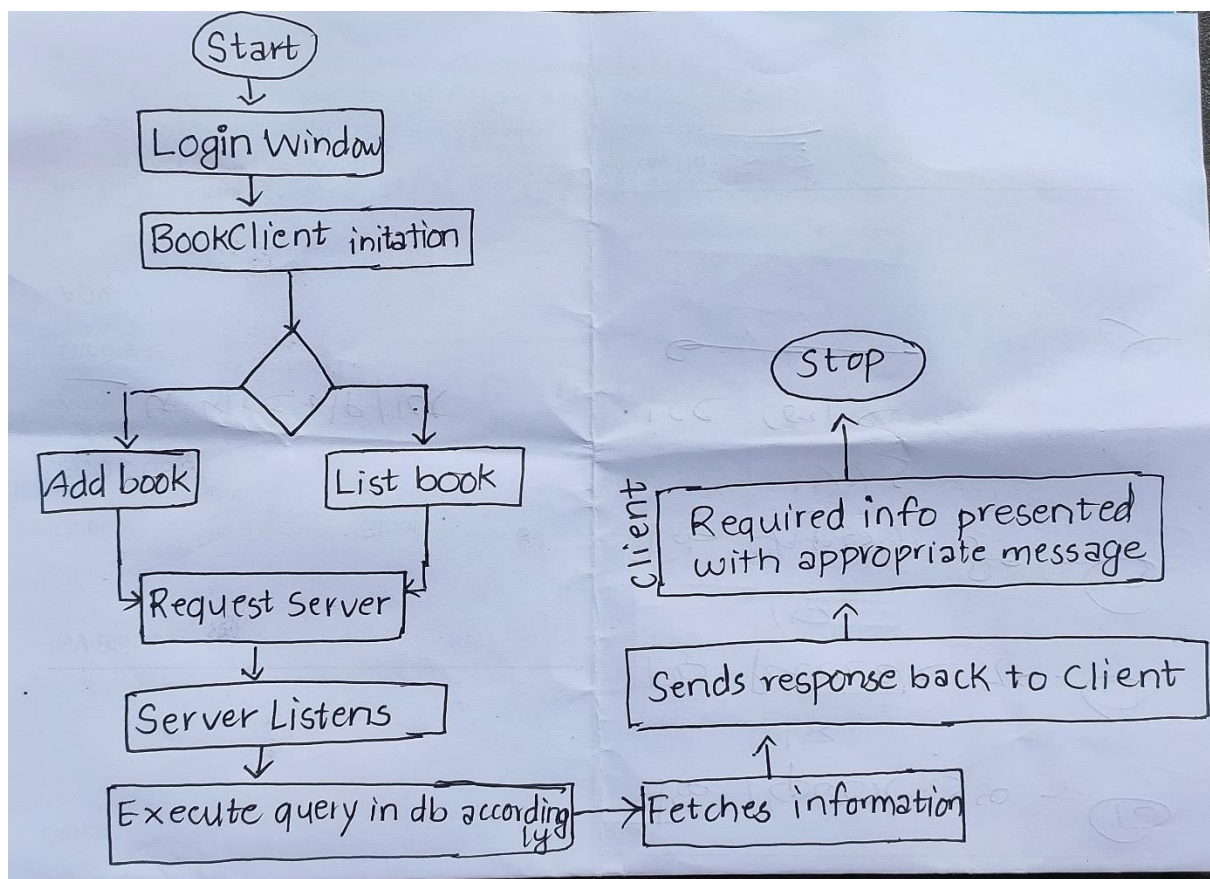 Start
Login Window
BookClient initation
Add book
List book
Request Server
Server Listens
Execute query in db according
ly
Fetches information
Sends response back to Client
Client
Required info presented
with appropriate message
Stop